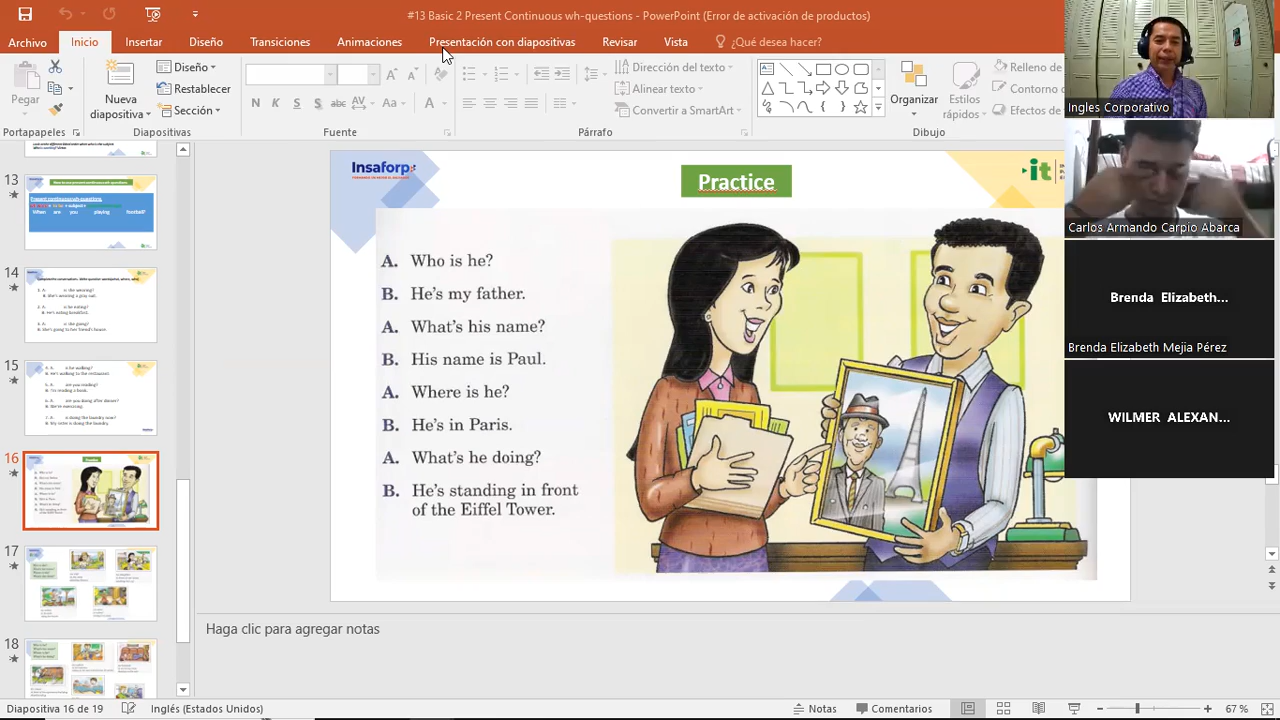 #13 Basic 2 Present Continuous wh-questions - PowerPoint (Error de activación de productos)
Archivo Inicio Insertar Diseño Transiciones Animaciones Presentación con diapositivas Revisar Vista ¿Qué desea hacer?
Pegar
Nueva diapositiva
Diseño
Restablecer
Sección
N K S S abc AV Aa A
Dirección del texto
Alinear texto
Convertir a SmartArt
Organizar
Estilos rápidos
Relleno de
Contorno
Efectos de
Portapapeles Diapositivas Fuente Párrafo Dibujo
Ingles Corporativo
Carlos Armando Carpio Abarca
Brenda Elizabeth...
Brenda Elizabeth Mejia Pérez
WILMER ALEXAN...
13
14
15
16
17
18
Insaforp
it
Practice
A. Who is he?
B. He's my father.
A. What's his name?
B. His name is Paul.
A. Where is he?
B. He's in Paris.
A. What's he doing?
B. He's standing in front
of the Eiffel Tower.
Haga clic para agregar notas
Diapositiva 16 de 19 Inglés (Estados Unidos) Notas Comentarios 67 %